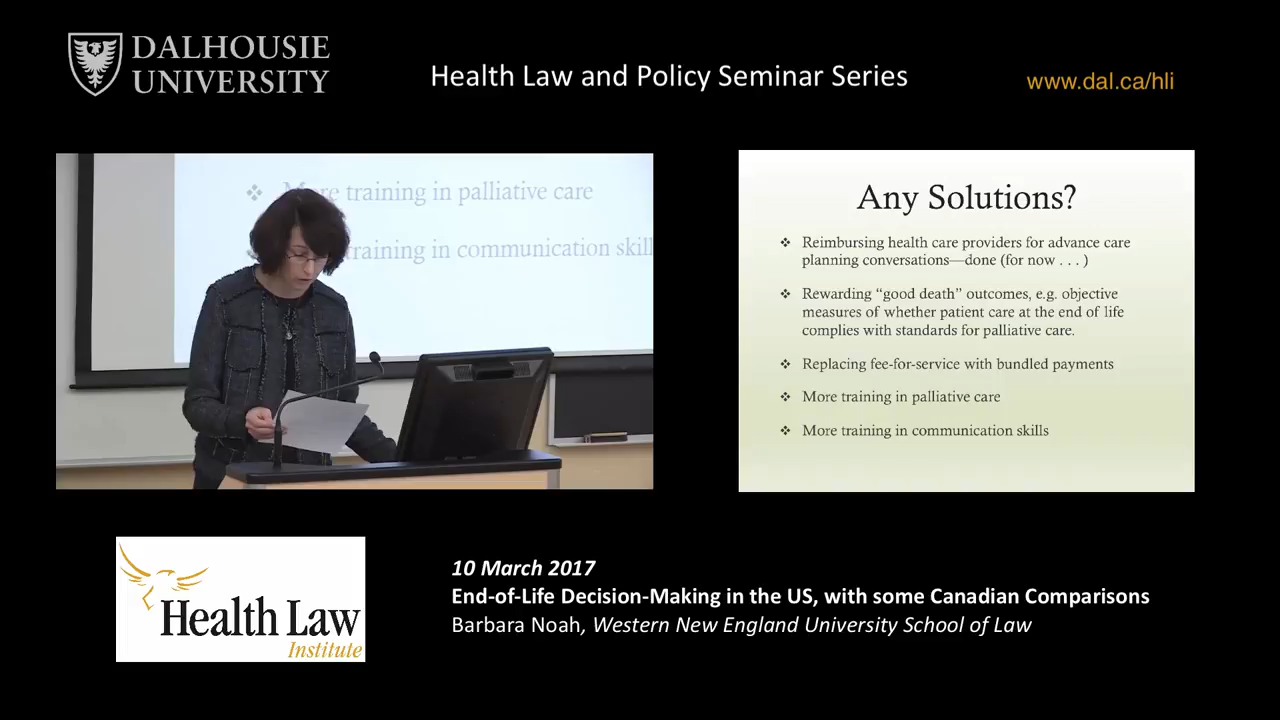 DALHOUSIE
UNIVERSITY
Health Law and Policy Seminar Series
www.dal.ca/hli
❖ More training in palliative care
training in communication skill
Any Solutions?
❖ Reimbursing health care providers for advance care
planning conversations—done (for now . . . )
❖ Rewarding “good death” outcomes, e.g. objective
measures of whether patient care at the end of life
complies with standards for palliative care.
❖ Replacing fee-for-service with bundled payments
❖ More training in palliative care
❖ More training in communication skills
Health Law
Institute
10 March 2017
End-of-Life Decision-Making in the US, with some Canadian Comparisons
Barbara Noah, Western New England University School of Law